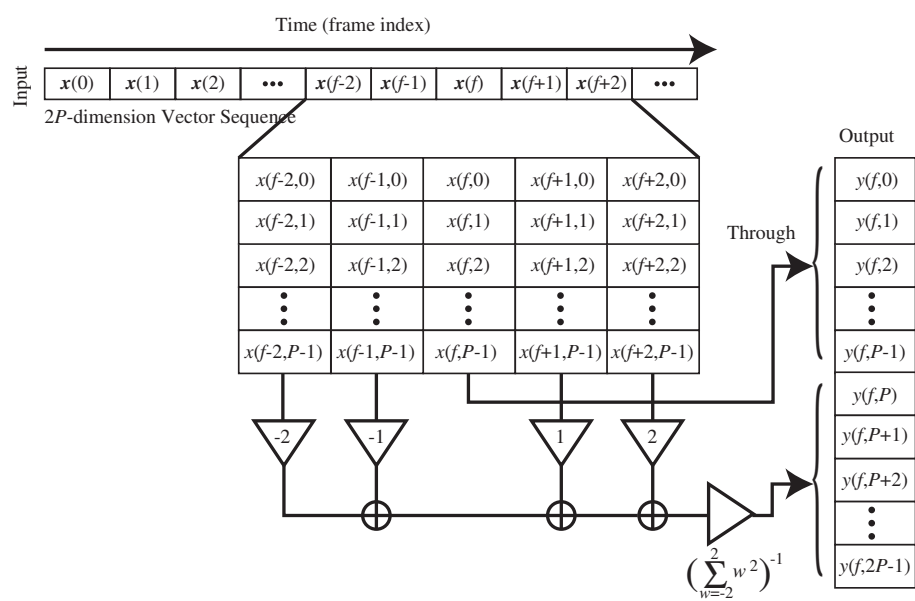 Time (frame index)
Input
x(0) x(1) x(2) ••• x(f-2) x(f-1) x(f) x(f+1) x(f+2) •••
2P-dimension Vector Sequence
Output
x(f-2,0) x(f-1,0) x(f,0) x(f+1,0) x(f+2,0)
y(f,0)
x(f-2,1) x(f-1,1) x(f,1) x(f+1,1) x(f+2,1)
y(f,1)
Through
x(f-2,2) x(f-1,2) x(f,2) x(f+1,2) x(f+2,2)
y(f,2)
x(f-2,P-1) x(f-1,P-1) x(f,P-1) x(f+1,P-1) x(f+2,P-1)
y(f,P-1)
y(f,P)
-2 -1 1 2
y(f,P+1)
y(f,P+2)
y(f,2P-1)
(∑ w=-2 2 w 2) -1